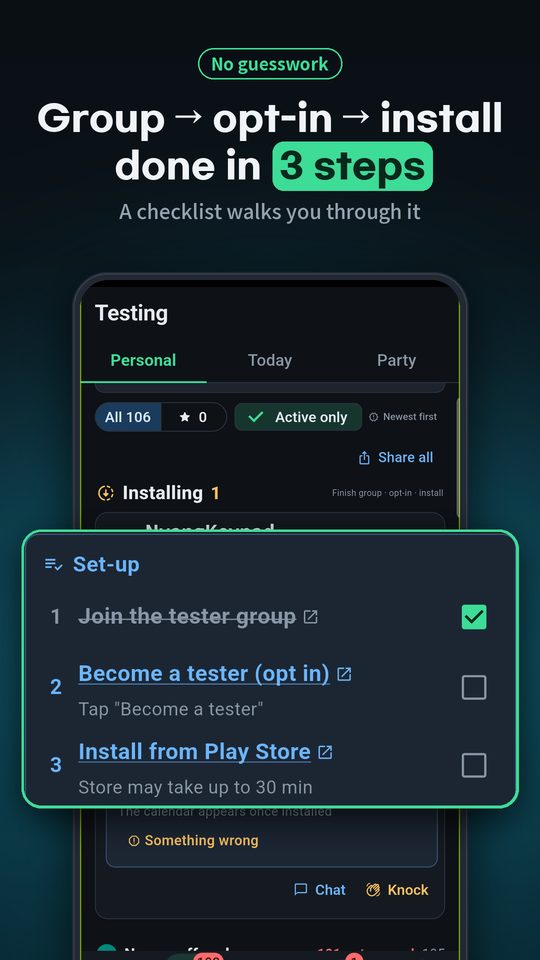 No guesswork
Group → opt-in → install
done in 3 steps
A checklist walks you through it
Testing
Personal Today Party
All 106 ★ 0 Active only Newest first
Share all
Installing 1 Finish group · opt-in · install
Set-up
1 Join the tester group
2 Become a tester (opt in)
Tap "Become a tester"
3 Install from Play Store
Store may take up to 30 min
The calendar appears once installed
Something wrong
Chat Knock